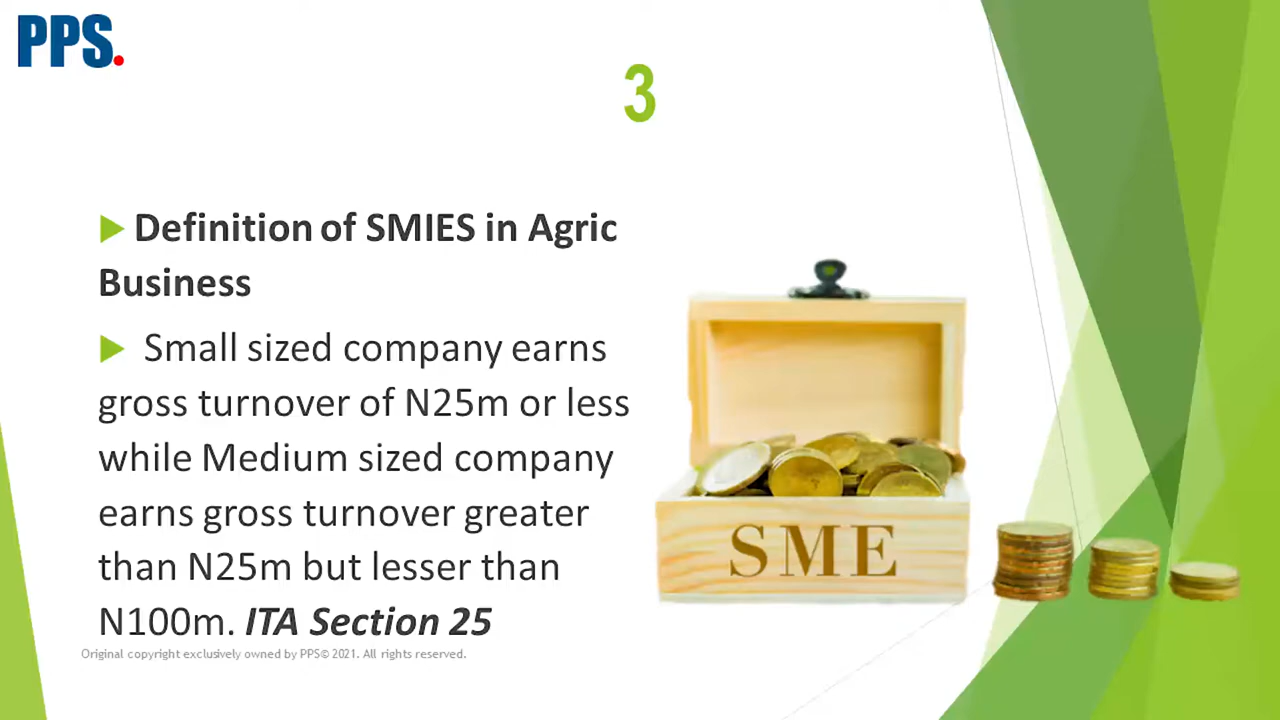 PPS.
3
Definition of SMIES in Agric
Business
Small sized company earns
gross turnover of N25m or less
while Medium sized company
earns gross turnover greater
than N25m but lesser than
N100m. ITA Section 25
SME
Original copyright exclusively owned by PPS© 2021. All rights reserved.